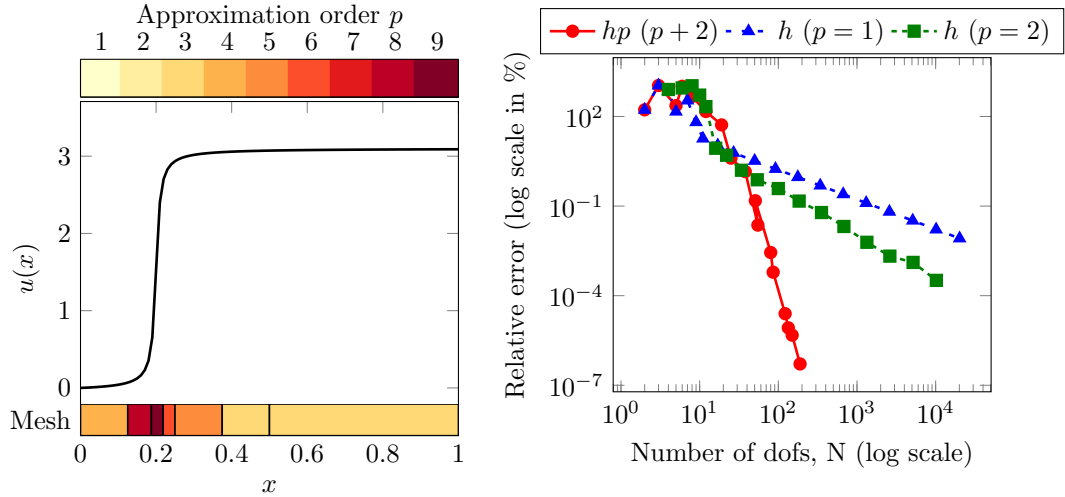 Approximation order p
1 2 3 4 5 6 7 8 9
3
2
1
0
u(x)
Mesh
0 0.2 0.4 0.6 0.8 1
x
hp (p + 2) h (p = 1) h (p = 2)
10^2
10^−1
10^−4
10^−7
Relative error (log scale in %)
10^0 10^1 10^2 10^3 10^4
Number of dofs, N (log scale)